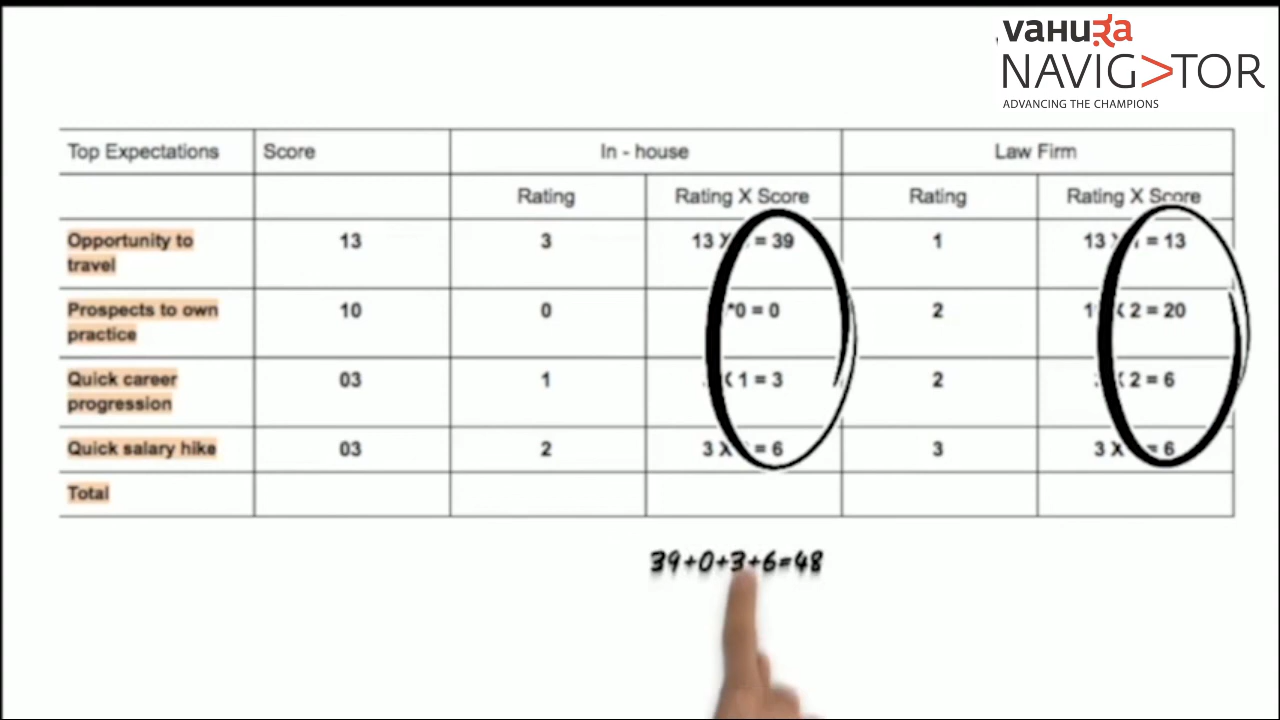 vahura
NAVIGATOR
ADVANCING THE CHAMPIONS
Top Expectations Score In - house Law Firm
Rating Rating X Score Rating Rating X Score
Opportunity to travel 13 3 13 = 39 1 13 = 13
Prospects to own practice 10 0 0 = 0 2 2 = 20
Quick career progression 03 1 1 = 3 2 2 = 6
Quick salary hike 03 2 3 X = 6 3 3 X = 6
Total
39+0+3+6=48